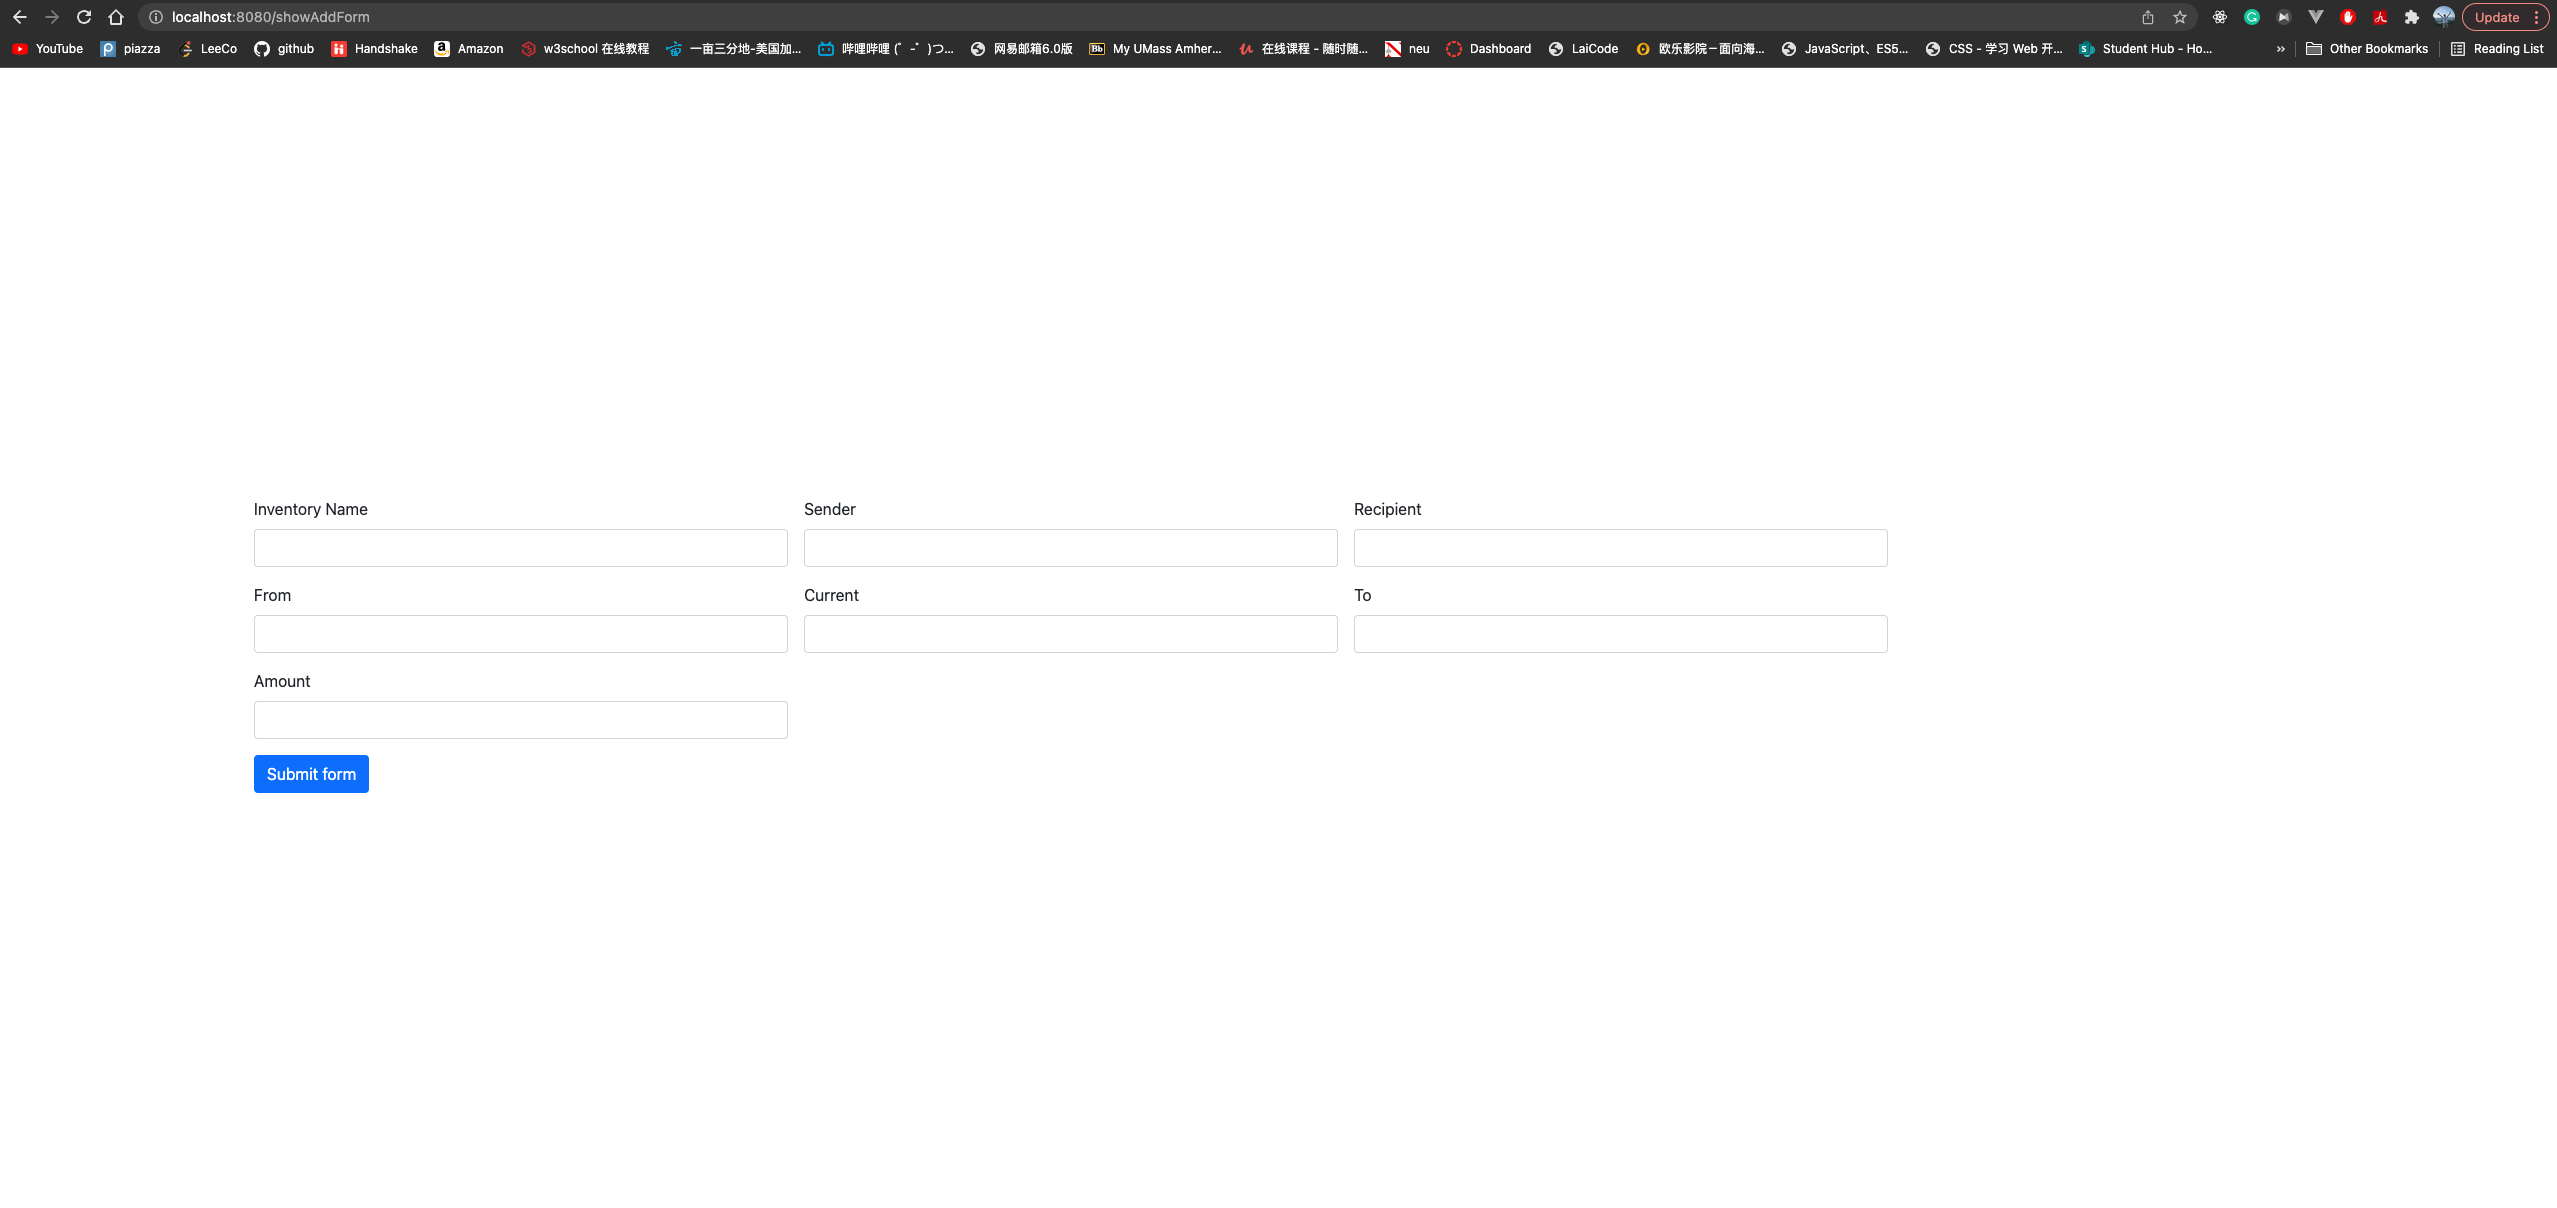 localhost:8080/showAddForm
Update
YouTube piazza LeeCo github Handshake Amazon w3school 在线教程 一亩三分地-美国加... 哔哩哔哩 (゜-゜)つ... 网易邮箱6.0版 My UMass Amher... 在线课程 - 随时随... neu Dashboard LaiCode 欧乐影院－面向海... JavaScript、ES5... CSS - 学习 Web 开... Student Hub - Ho... » Other Bookmarks Reading List
Inventory Name Sender Recipient
From Current To
Amount
Submit form